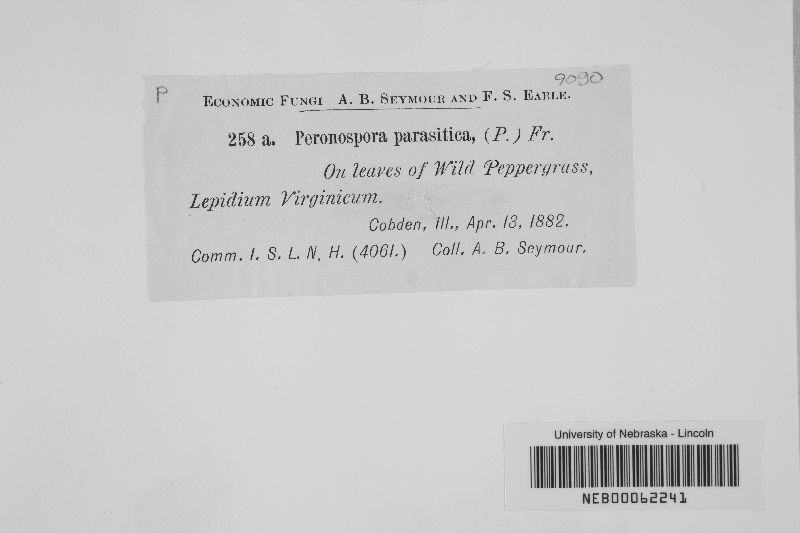 P
9090
Economic Fungi A. B. Seymour and F. S. Earle.
258 a. Peronospora parasitica, (P.) Fr.
On leaves of Wild Peppergrass,
Lepidium Virginicum.
Cobden, Ill., Apr. 13, 1882.
Comm. I. S. L. N. H. (4061.) Coll. A. B. Seymour.
University of Nebraska - Lincoln
NEB00062241